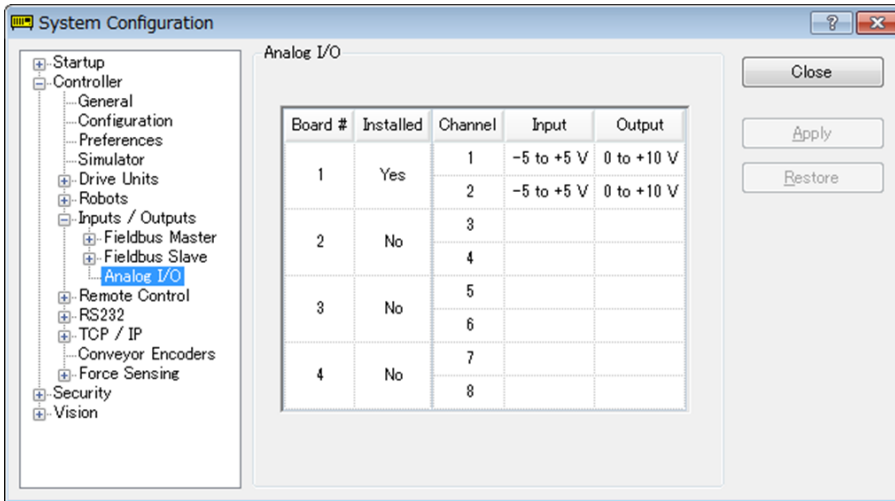 System Configuration
Startup
Controller
General
Configuration
Preferences
Simulator
Drive Units
Robots
Inputs / Outputs
Fieldbus Master
Fieldbus Slave
Analog I/O
Remote Control
RS232
TCP / IP
Conveyor Encoders
Force Sensing
Security
Vision
Analog I/O
Board # Installed Channel Input Output
1 Yes 1 -5 to +5 V 0 to +10 V
2 -5 to +5 V 0 to +10 V
2 No 3
4
3 No 5
6
4 No 7
8
Close
Apply
Restore